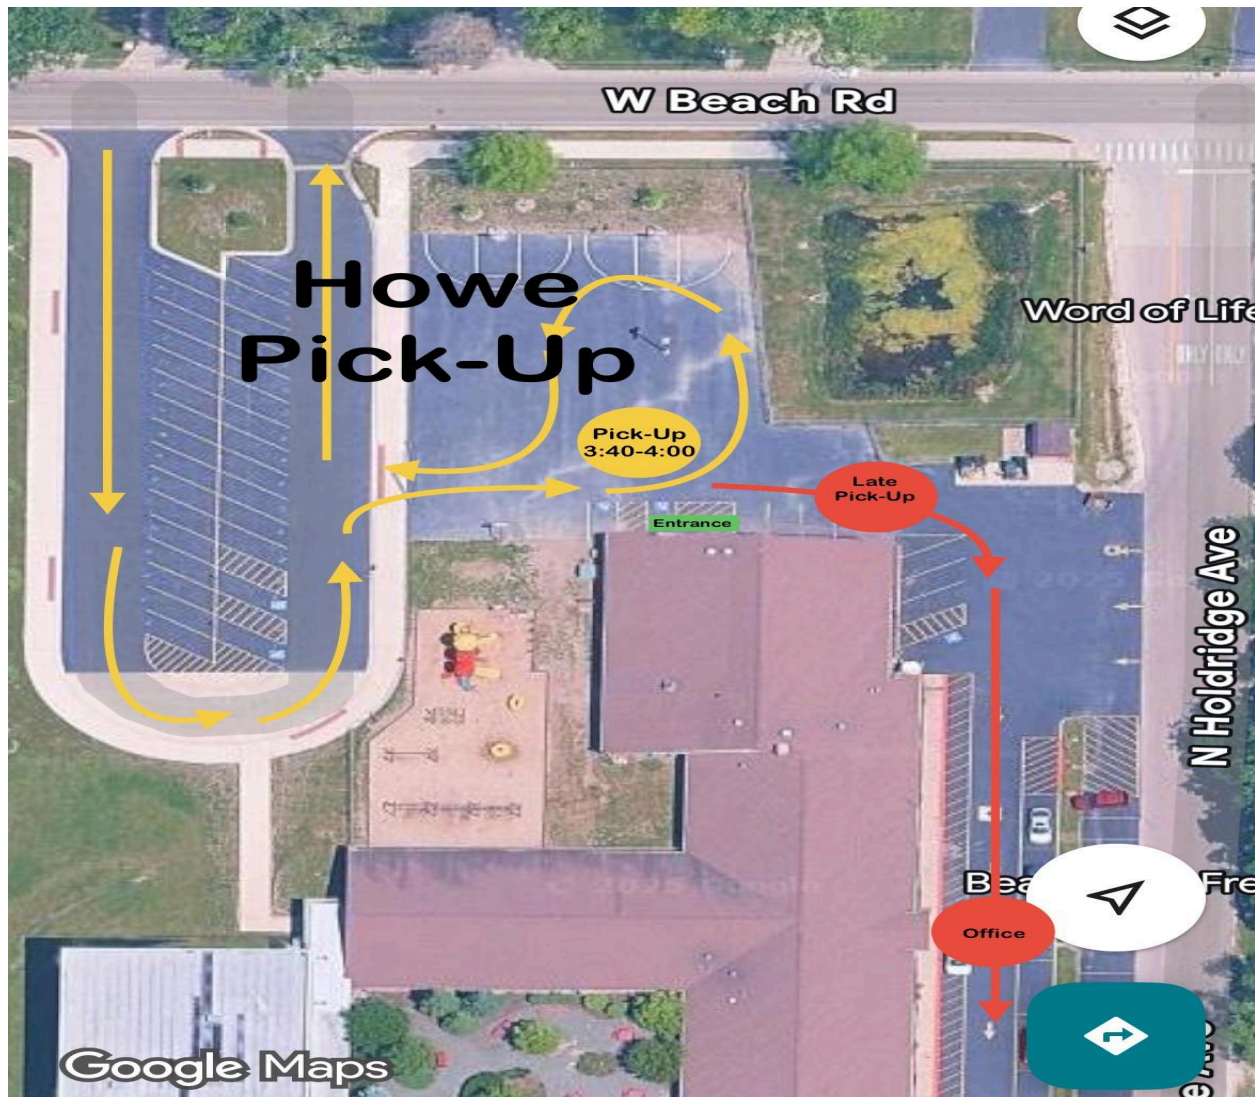 W Beach Rd
Howe
Pick-Up
Word of Life
Pick-Up
3:40-4:00
Late
Pick-Up
Entrance
N Holdridge Ave
Office
Google Maps